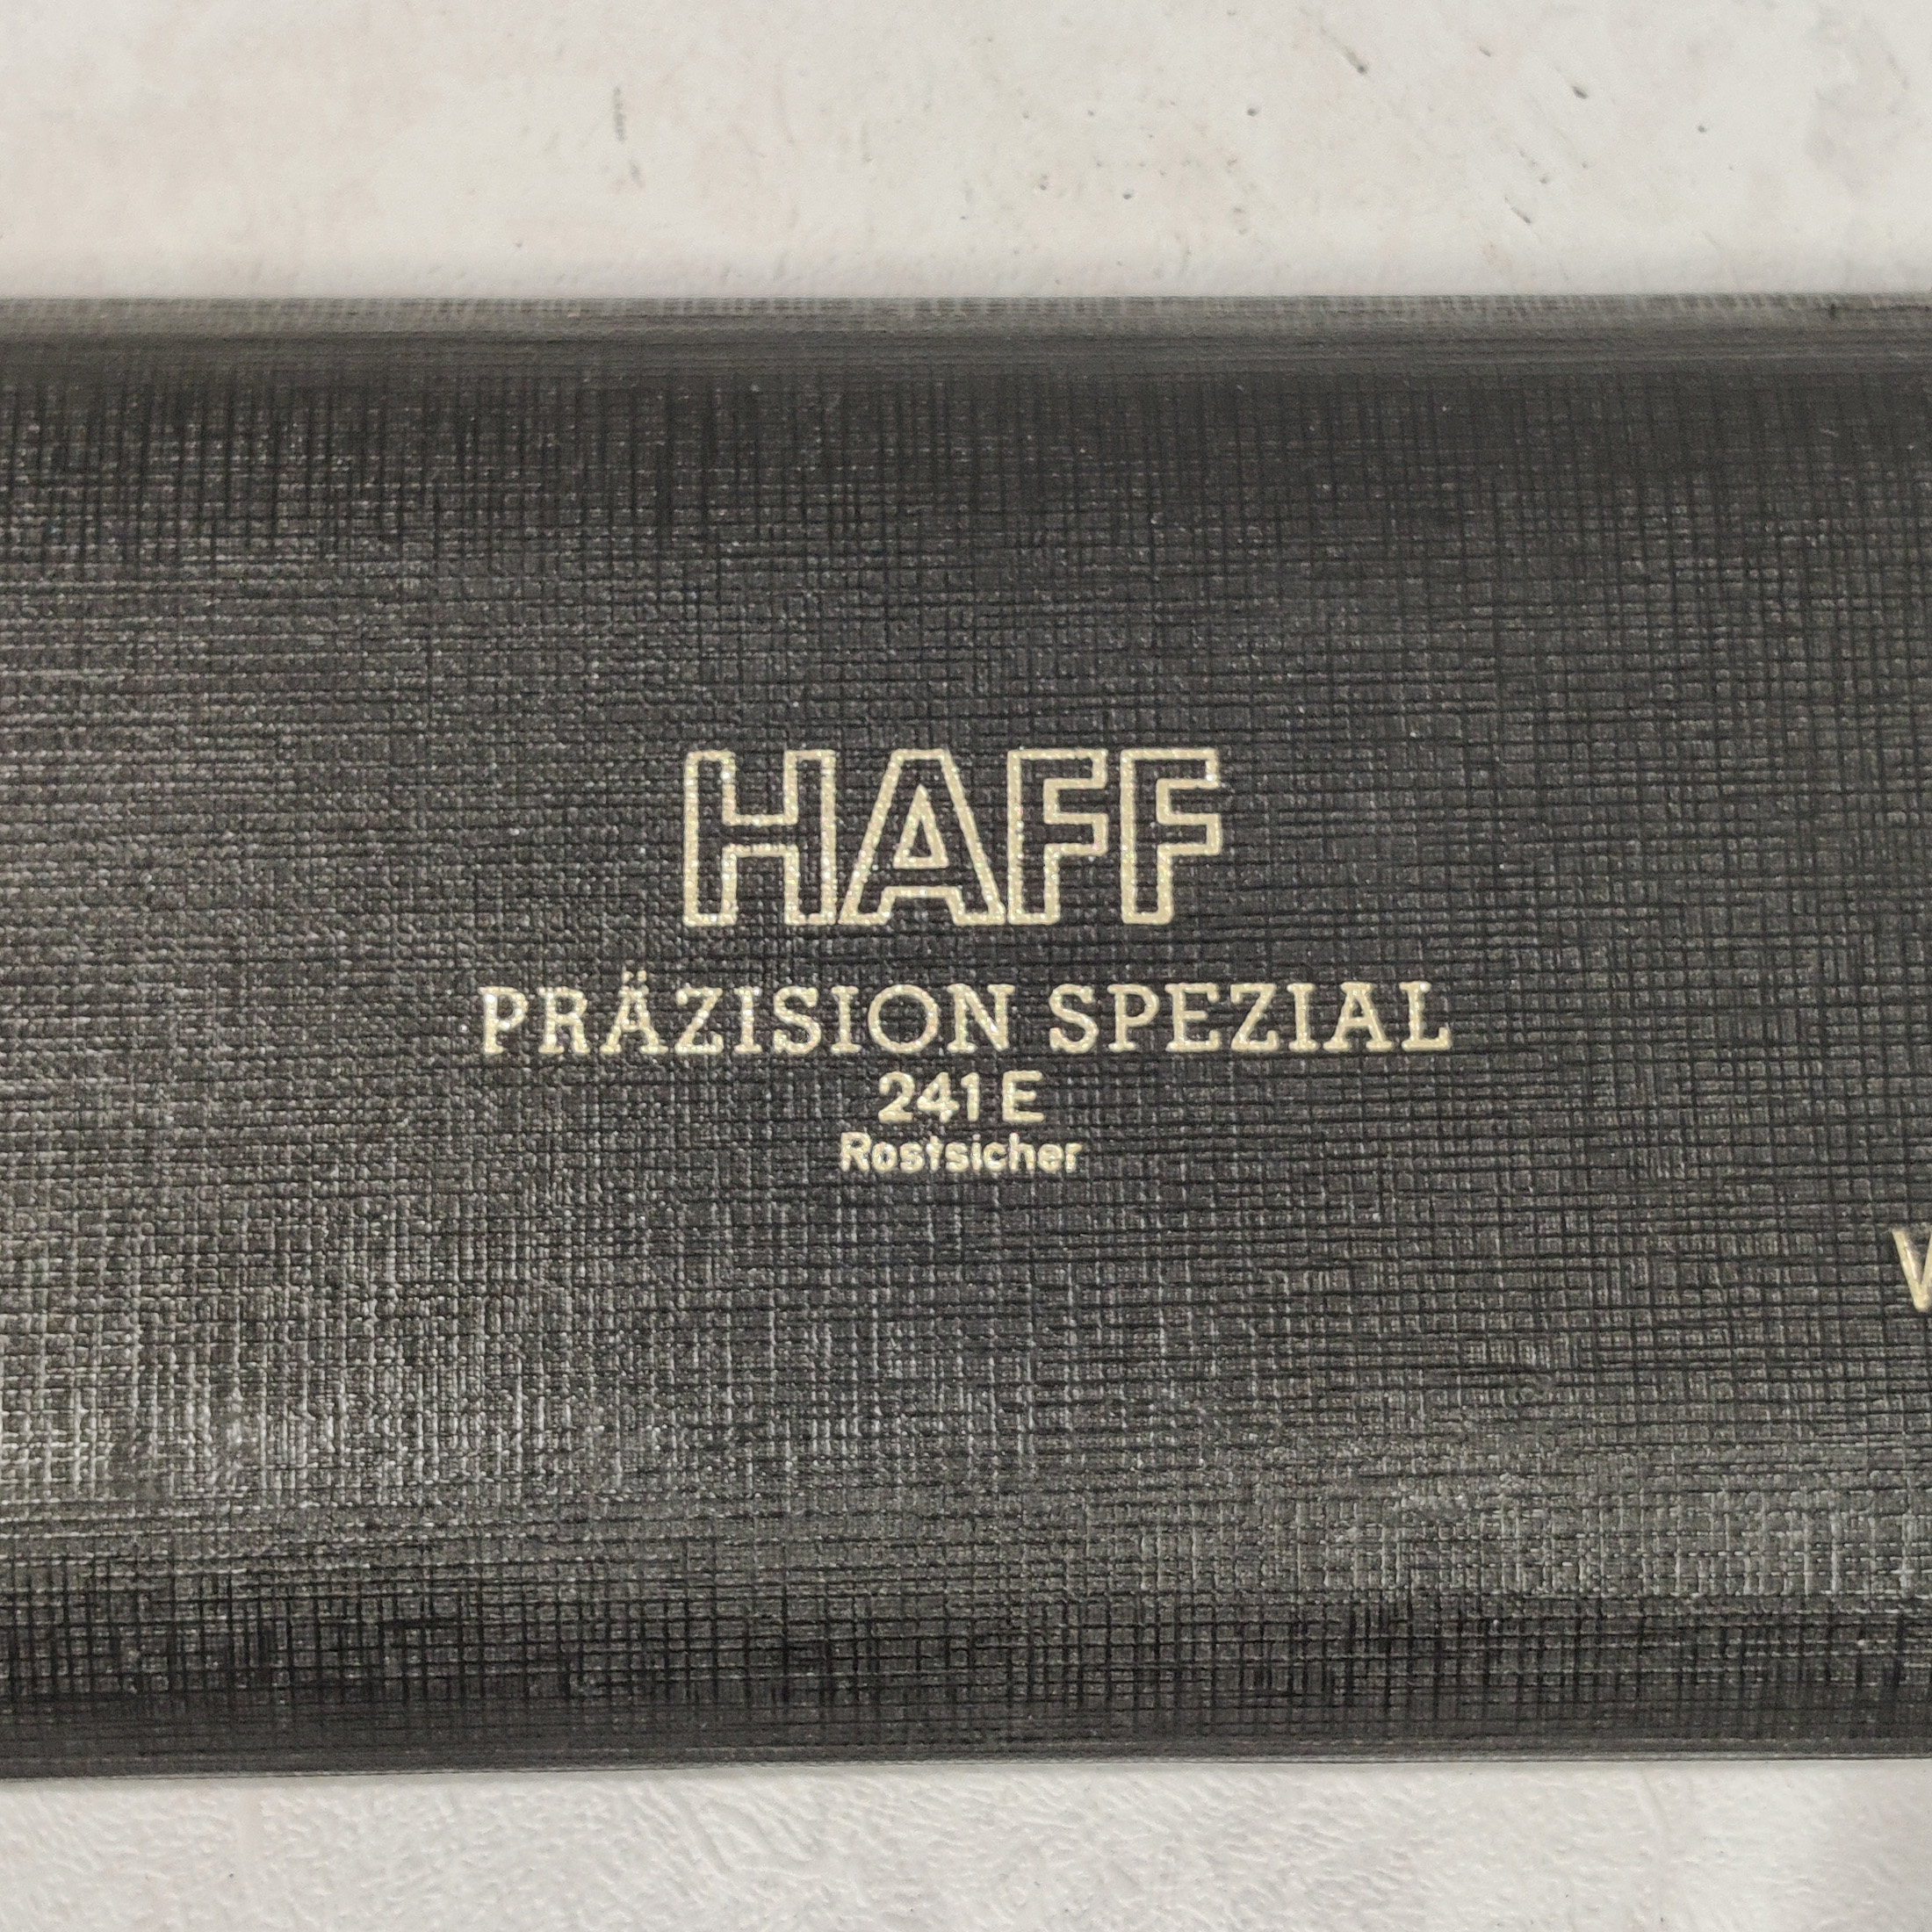 HAFF
PRÄZISION SPEZIAL
241 E
Rostsicher